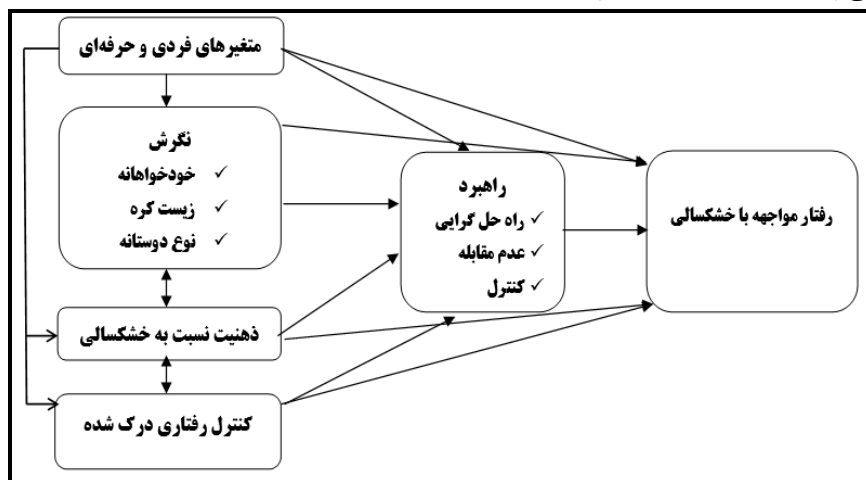 متغیرهای فردی و حرفه‌ای
نگرش
✓ خودخواهانه
✓ زیست کره
✓ نوع دوستانه
ذهنیت نسبت به خشکسالی
کنترل رفتاری درک شده
راهبرد
✓ راه حل گرایی
✓ عدم مقابله
✓ کنترل
رفتار مواجهه با خشکسالی